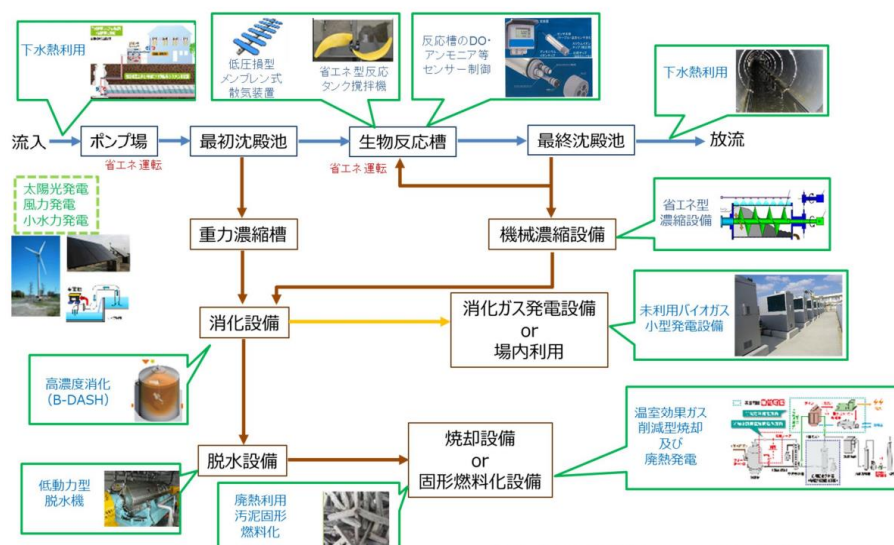 下水熱利用
低圧損型
メンブレン式
散気装置
省エネ型反応
タンク撹拌機
反応槽のDO・
アンモニア等
センサー制御
下水熱利用
流入
ポンプ場
最初沈殿池
生物反応槽
最終沈殿池
放流
省エネ運転
省エネ運転
太陽光発電
風力発電
小水力発電
重力濃縮槽
機械濃縮設備
省エネ型
濃縮設備
消化設備
消化ガス発電設備
or
場内利用
未利用バイオガス
小型発電設備
高濃度消化
（B-DASH）
脱水設備
焼却設備
or
固形燃料化設備
温室効果ガス
削減型焼却
及び
廃熱発電
低動力型
脱水機
廃熱利用
汚泥固形
燃料化